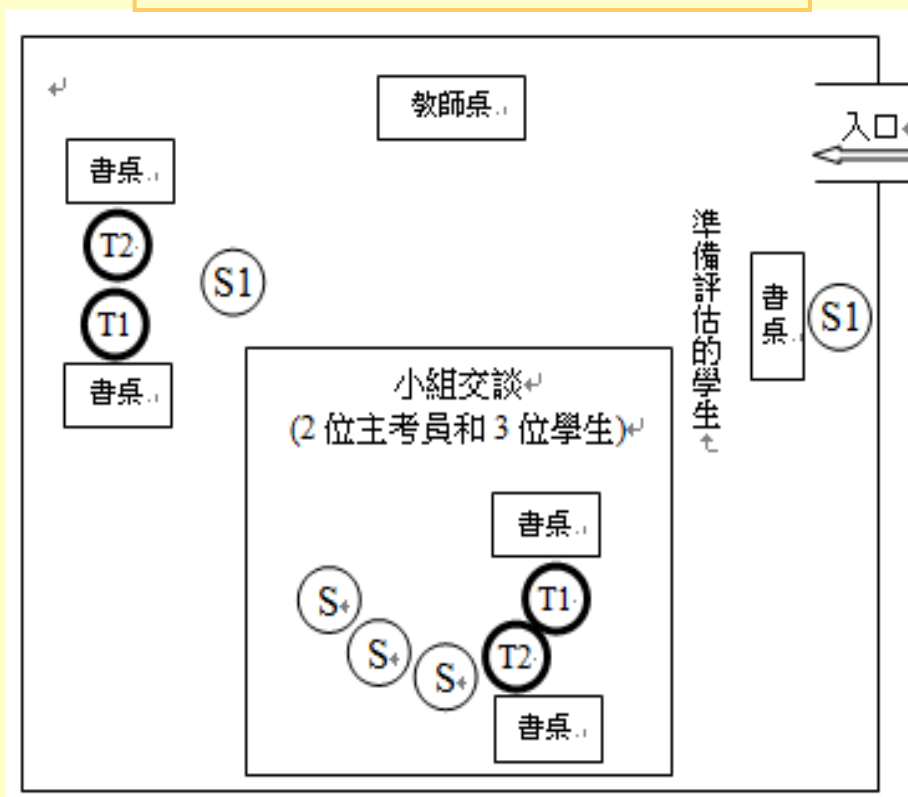 教師桌
入口
書桌
T2
S1
T1
書桌
準備評估的學生
書桌
S1
小組交談
(2 位主考員和 3 位學生)
書桌
S
T1
S
T2
S
書桌